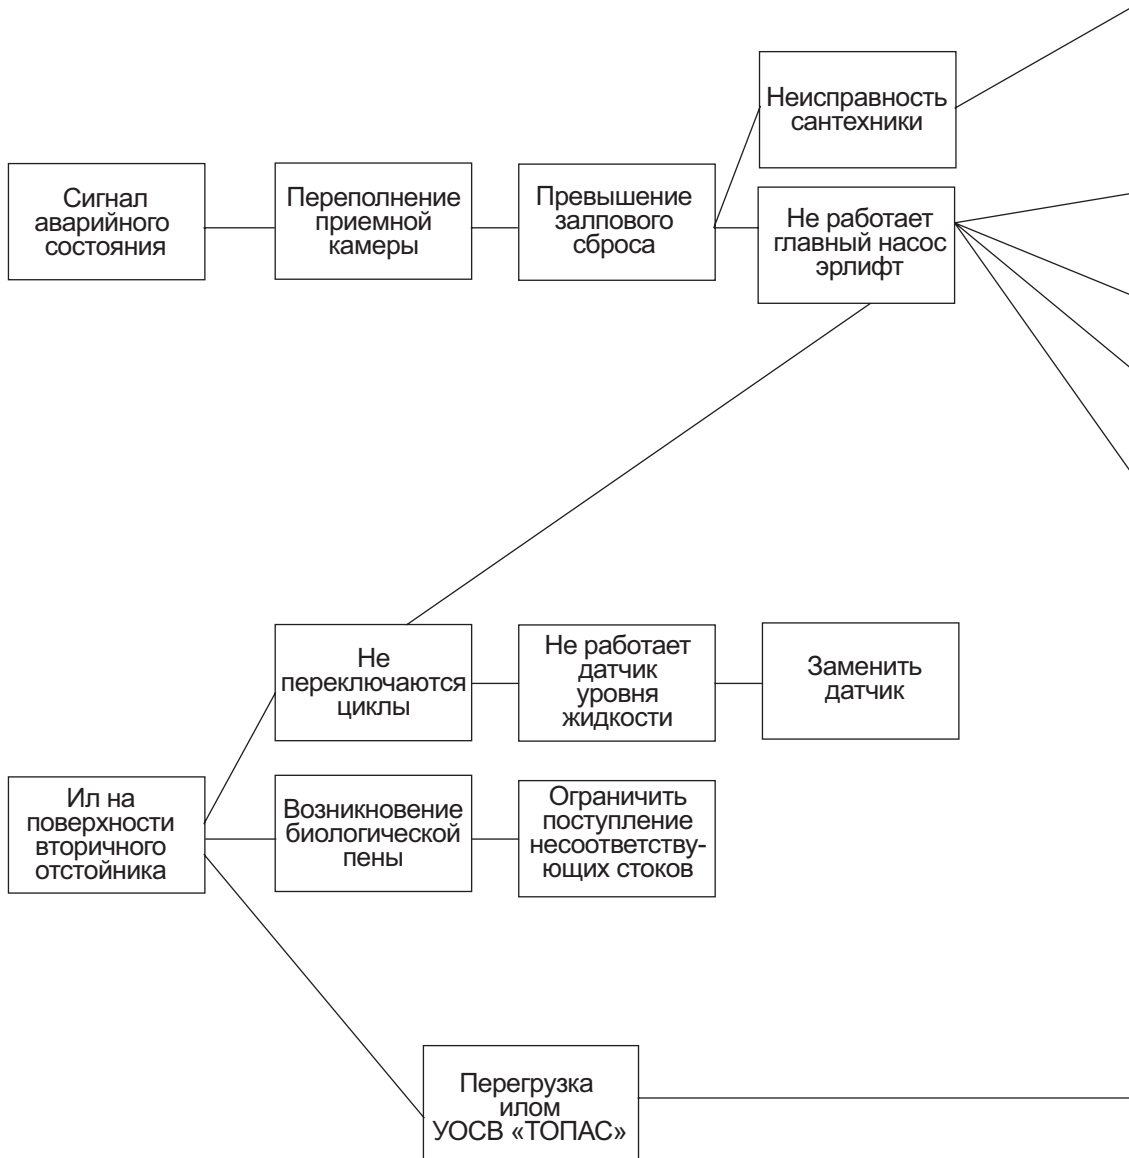 Неисправность
сантехники
Сигнал
аварийного
состояния
Переполнение
приемной
камеры
Превышение
залпового
сброса
Не работает
главный насос
эрлифт
Не
переключаются
циклы
Не работает
датчик
уровня
жидкости
Заменить
датчик
Ил на
поверхности
вторичного
отстойника
Возникновение
биологической
пены
Ограничить
поступление
несоответству-
ющих стоков
Перегрузка
илом
УОСВ «ТОПАС»